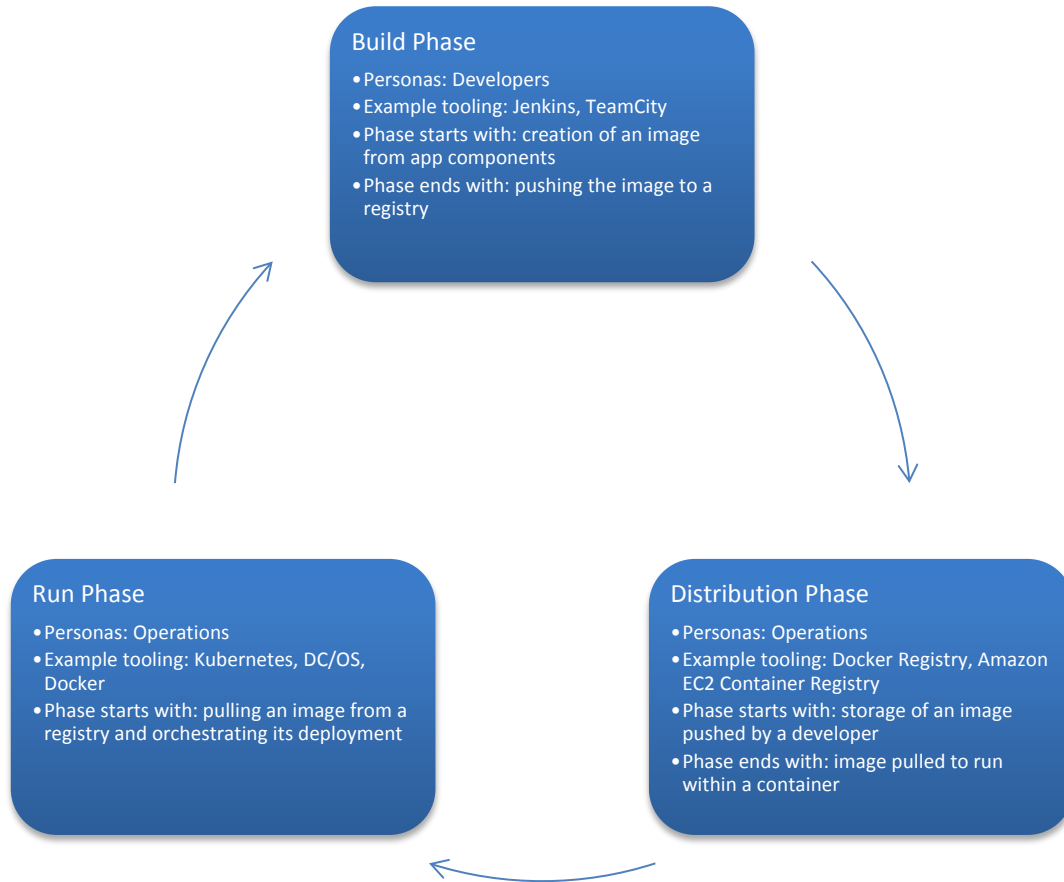 Build Phase
•Personas: Developers
•Example tooling: Jenkins, TeamCity
•Phase starts with: creation of an image
from app components
•Phase ends with: pushing the image to a
registry
Run Phase
•Personas: Operations
•Example tooling: Kubernetes, DC/OS,
Docker
•Phase starts with: pulling an image from a
registry and orchestrating its deployment
Distribution Phase
•Personas: Operations
•Example tooling: Docker Registry, Amazon
EC2 Container Registry
•Phase starts with: storage of an image
pushed by a developer
•Phase ends with: image pulled to run
within a container